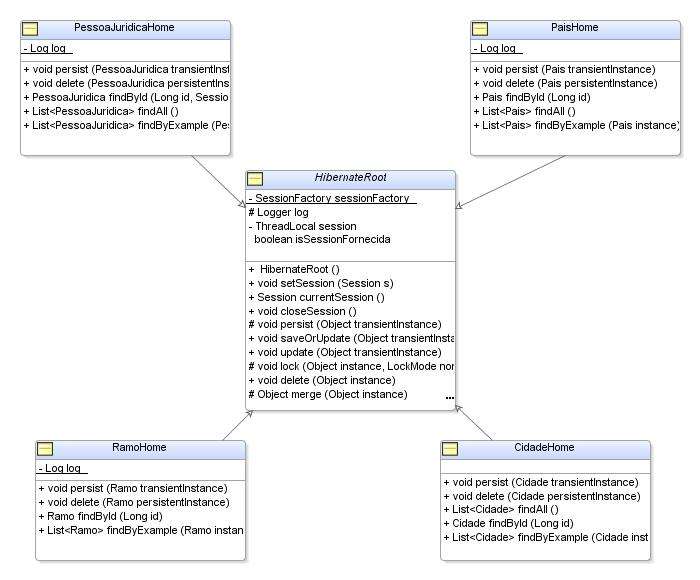 PessoaJuridicaHome
- Log log
+ void persist (PessoaJuridica transientInst
+ void delete (PessoaJuridica persistentIns
+ PessoaJuridica findById (Long id, Sessio
+ List<PessoaJuridica> findAll ()
+ List<PessoaJuridica> findByExample (Pe
PaisHome
- Log log
+ void persist (Pais transientInstance)
+ void delete (Pais persistentInstance)
+ Pais findById (Long id)
+ List<Pais> findAll ()
+ List<Pais> findByExample (Pais instance)
HibernateRoot
- SessionFactory sessionFactory
# Logger log
- ThreadLocal session
boolean isSessionFornecida
+ HibernateRoot ()
+ void setSession (Session s)
+ Session currentSession ()
+ void closeSession ()
# void persist (Object transientInstance)
+ void saveOrUpdate (Object transientInsta
+ void update (Object transientInstance)
# void lock (Object instance, LockMode nor
+ void delete (Object instance)
# Object merge (Object instance) ...
RamoHome
- Log log
+ void persist (Ramo transientInstance)
+ void delete (Ramo persistentInstance)
+ Ramo findById (Long id)
+ List<Ramo> findByExample (Ramo instan
CidadeHome
+ void persist (Cidade transientInstance)
+ void delete (Cidade persistentInstance)
+ List<Cidade> findAll ()
+ Cidade findById (Long id)
+ List<Cidade> findByExample (Cidade inst